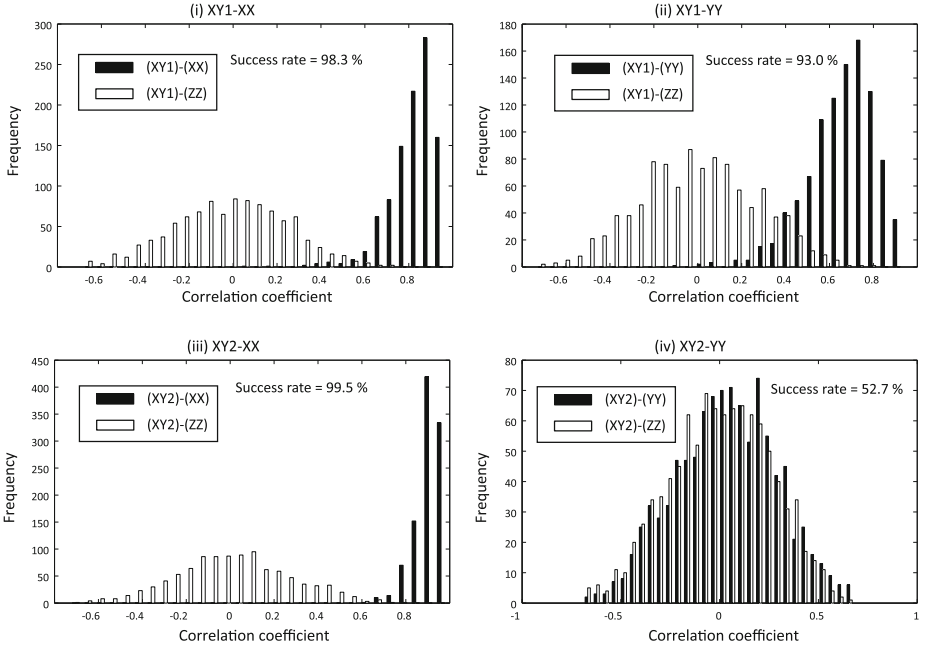 (i) XY1-XX
300
250
200
150
100
50
0
Frequency
(XY1)-(XX)
(XY1)-(ZZ)
Success rate = 98.3 %
-0.6 -0.4 -0.2 0 0.2 0.4 0.6 0.8
Correlation coefficient
(ii) XY1-YY
180
160
140
120
100
80
60
40
20
0
Frequency
(XY1)-(YY)
(XY1)-(ZZ)
Success rate = 93.0 %
-0.6 -0.4 -0.2 0 0.2 0.4 0.6 0.8
Correlation coefficient
(iii) XY2-XX
450
400
350
300
250
200
150
100
50
0
Frequency
(XY2)-(XX)
(XY2)-(ZZ)
Success rate = 99.5 %
-0.6 -0.4 -0.2 0 0.2 0.4 0.6 0.8
Correlation coefficient
(iv) XY2-YY
80
70
60
50
40
30
20
10
0
Frequency
(XY2)-(YY)
(XY2)-(ZZ)
Success rate = 52.7 %
-1 -0.5 0 0.5 1
Correlation coefficient